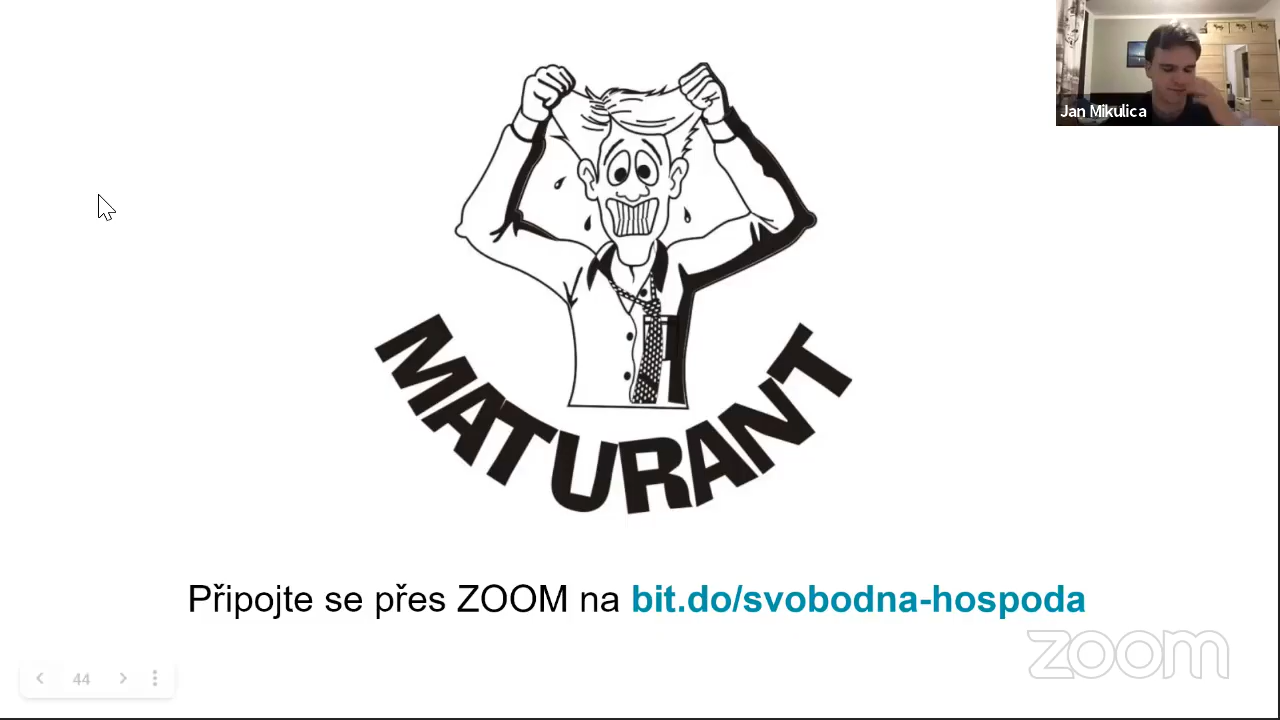 Jan Mikulica
MATURANT
Připojte se přes ZOOM na bit.do/svobodna-hospoda
zoom
44